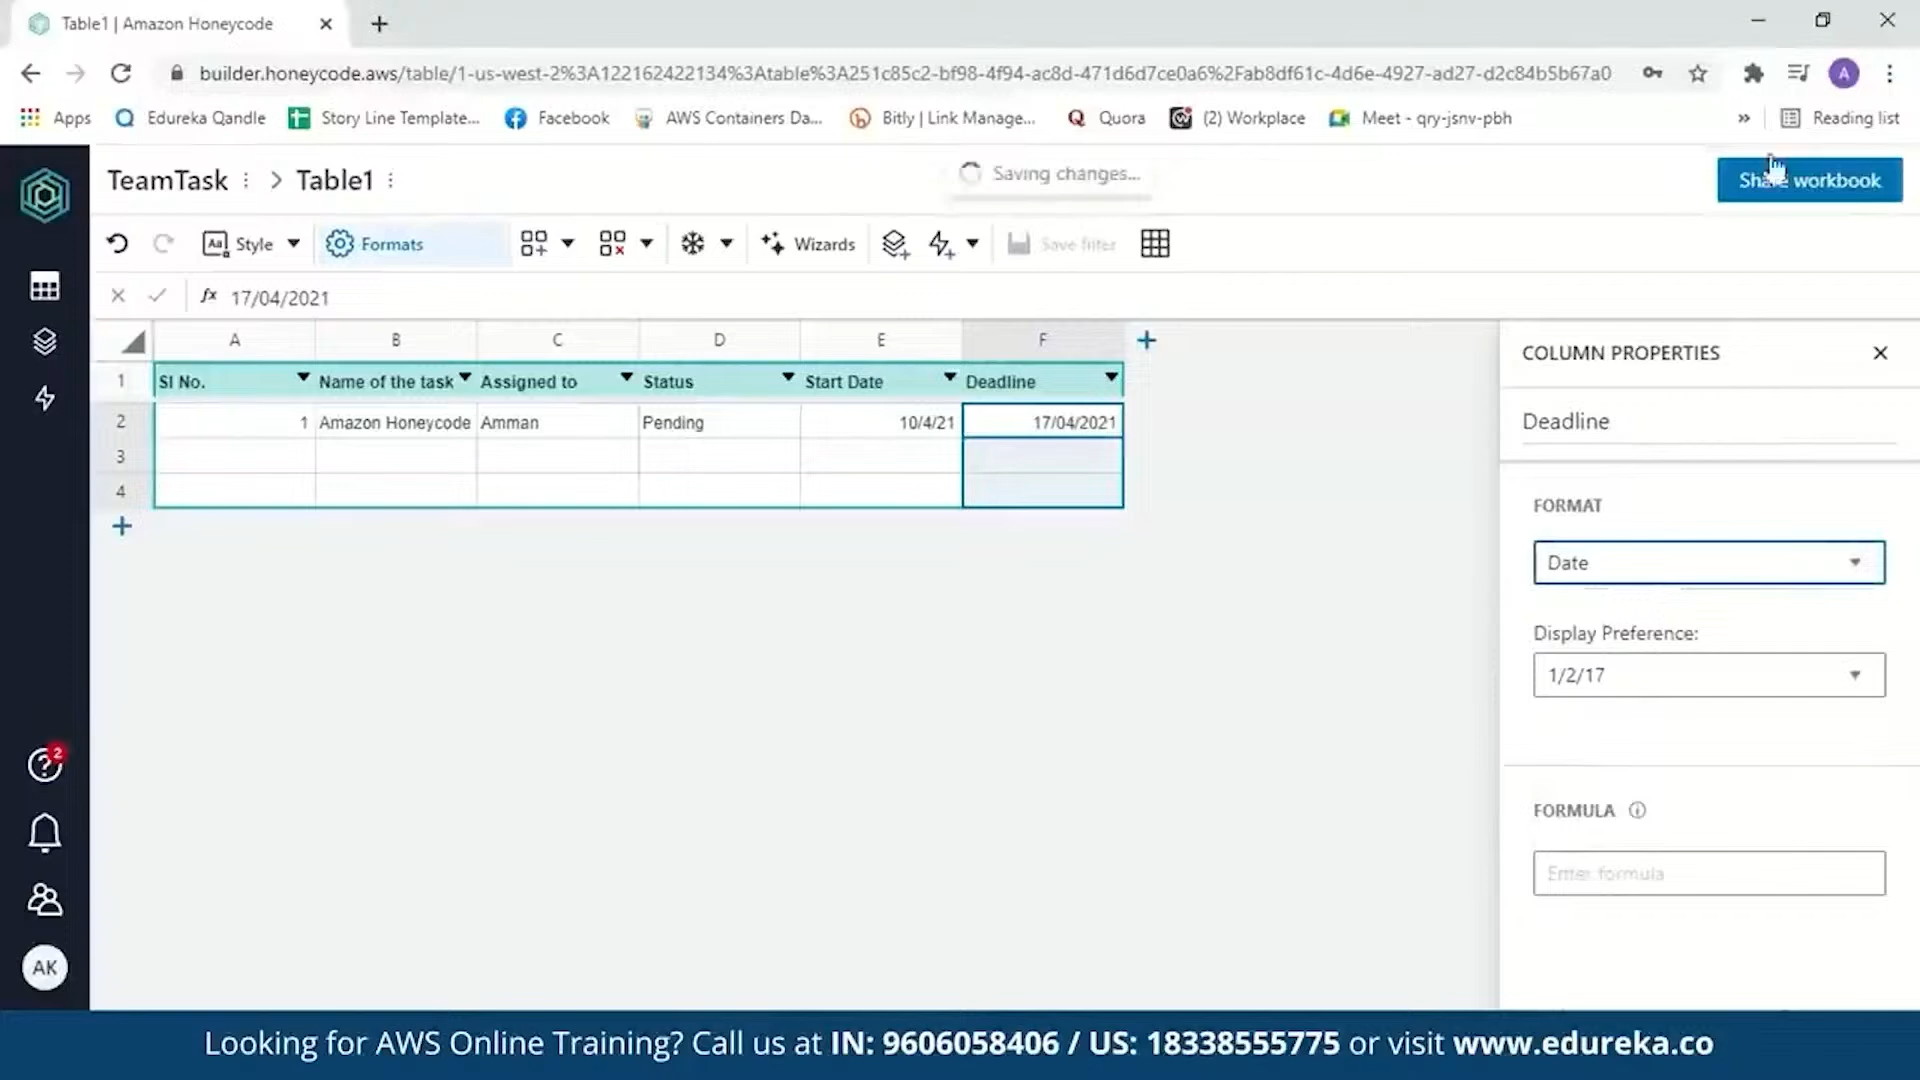 Table1 | Amazon Honeycode
builder.honeycode.aws/table/1-us-west-2%3A122162422134%3Atable%3A251c85c2-bf98-4f94-ac8d-471d6d7ce0a6%2Fab8df61c-4d6e-4927-ad27-d2c84b5b67a0
A
Apps Edureka Qandle Story Line Template... Facebook AWS Containers Da... Bitly | Link Manage... Quora (2) Workplace Meet - qry-jsnv-pbh » Reading list
TeamTask > Table1 Saving changes... Share workbook
Aa Style Formats Wizards Save filter
fx 17/04/2021
A B C D E F
1 Sl No. Name of the task Assigned to Status Start Date Deadline
2 1 Amazon Honeycode Amman Pending 10/4/21 17/04/2021
3
4
COLUMN PROPERTIES
Deadline
FORMAT
Date
Display Preference:
1/2/17
FORMULA
Enter formula
2
AK
Looking for AWS Online Training? Call us at IN: 9606058406 / US: 18338555775 or visit www.edureka.co